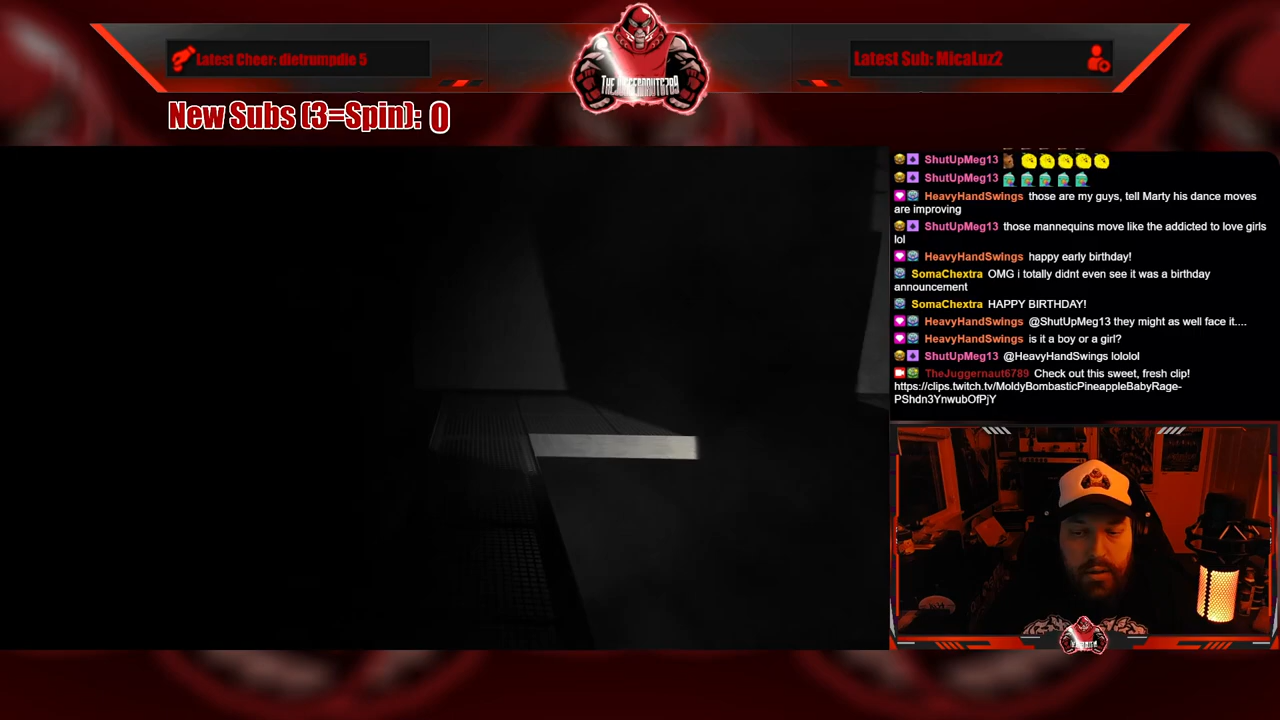 Latest Cheer: dietrumpdie 5
THEJUGGERNAUT6789
Latest Sub: MicaLuz2
New Subs (3=Spin): 0
ShutUpMeg13
ShutUpMeg13
HeavyHandSwings those are my guys, tell Marty his dance moves
are improving
ShutUpMeg13 those mannequins move like the addicted to love girls
lol
HeavyHandSwings happy early birthday!
SomaChextra OMG i totally didnt even see it was a birthday
announcement
SomaChextra HAPPY BIRTHDAY!
HeavyHandSwings @ShutUpMeg13 they might as well face it....
HeavyHandSwings is it a boy or a girl?
ShutUpMeg13 @HeavyHandSwings lololol
TheJuggernaut6789 Check out this sweet, fresh clip!
https://clips.twitch.tv/MoldyBombasticPineappleBabyRage-
PShdn3YnwubOfPjY